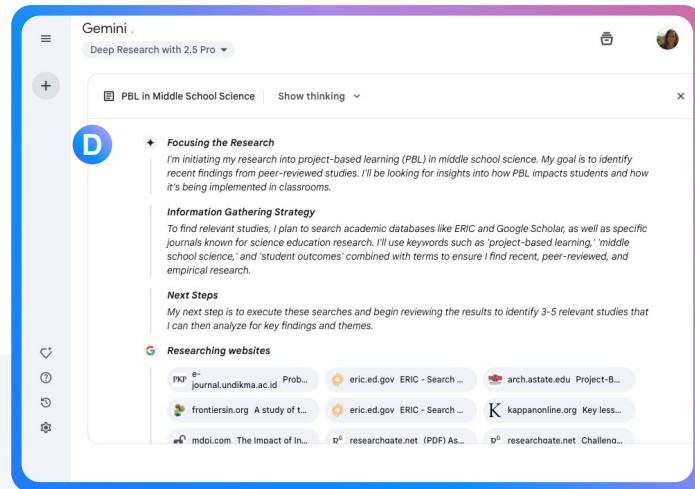 Gemini
Deep Research with 2.5 Pro
PBL in Middle School Science
Show thinking
D
Focusing the Research
I'm initiating my research into project-based learning (PBL) in middle school science. My goal is to identify
recent findings from peer-reviewed studies. I'll be looking for insights into how PBL impacts students and how
it's being implemented in classrooms.
Information Gathering Strategy
To find relevant studies, I plan to search academic databases like ERIC and Google Scholar, as well as specific
journals known for science education research. I'll use keywords such as 'project-based learning,' 'middle
school science,' and 'student outcomes' combined with terms to ensure I find recent, peer-reviewed, and
empirical research.
Next Steps
My next step is to execute these searches and begin reviewing the results to identify 3-5 relevant studies that
I can then analyze for key findings and themes.
Researching websites
PKP e-journal.undikma.ac.id Prob...
eric.ed.gov ERIC - Search ...
arch.astate.edu Project-B...
frontiersin.org A study of t...
eric.ed.gov ERIC - Search ...
K kappanonline.org Key less...
mdpi.com The Impact of In...
R^G researchgate.net (PDF) As...
R^G researchgate.net Challeng...